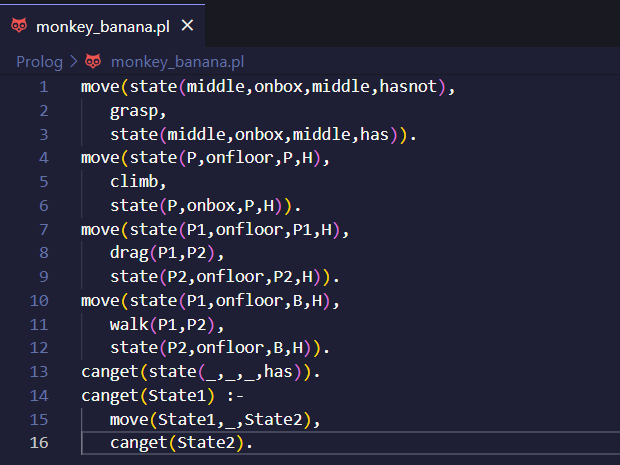 monkey_banana.pl ×
Prolog > monkey_banana.pl
1 move(state(middle,onbox,middle,hasnot),
2 grasp,
3 state(middle,onbox,middle,has)).
4 move(state(P,onfloor,P,H),
5 climb,
6 state(P,onbox,P,H)).
7 move(state(P1,onfloor,P1,H),
8 drag(P1,P2),
9 state(P2,onfloor,P2,H)).
10 move(state(P1,onfloor,B,H),
11 walk(P1,P2),
12 state(P2,onfloor,B,H)).
13 canget(state(_,_,_,has)).
14 canget(State1) :-
15 move(State1,_,State2),
16 canget(State2).